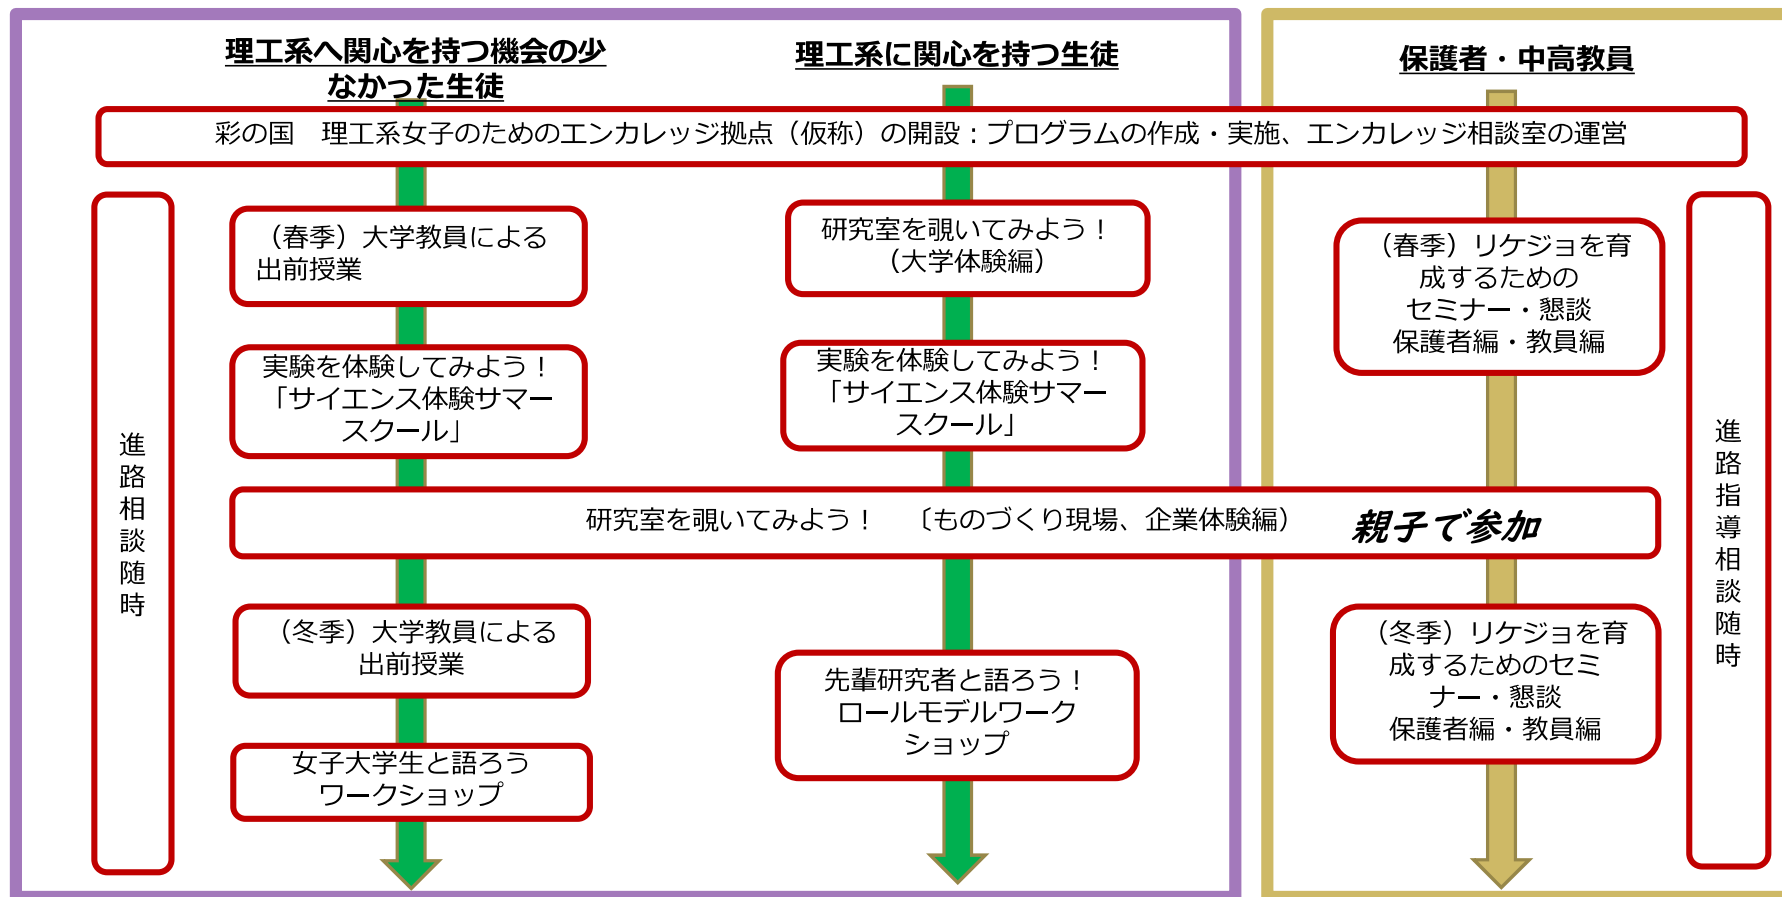 理工系へ関心を持つ機会の少
なかった生徒
理工系に関心を持つ生徒
保護者・中高教員
彩の国　理工系女子のためのエンカレッジ拠点（仮称）の開設：プログラムの作成・実施、エンカレッジ相談室の運営
進路相談随時
（春季）大学教員による
出前授業
実験を体験してみよう！
「サイエンス体験サマー
スクール」
研究室を覗いてみよう！
（大学体験編）
実験を体験してみよう！
「サイエンス体験サマー
スクール」
（春季）リケジョを育
成するための
セミナー・懇談
保護者編・教員編
研究室を覗いてみよう！　〔ものづくり現場、企業体験編）　親子で参加
（冬季）大学教員による
出前授業
女子大学生と語ろう
ワークショップ
先輩研究者と語ろう！
ロールモデルワーク
ショップ
（冬季）リケジョを育
成するためのセミ
ナー・懇談
保護者編・教員編
進路指導相談随時